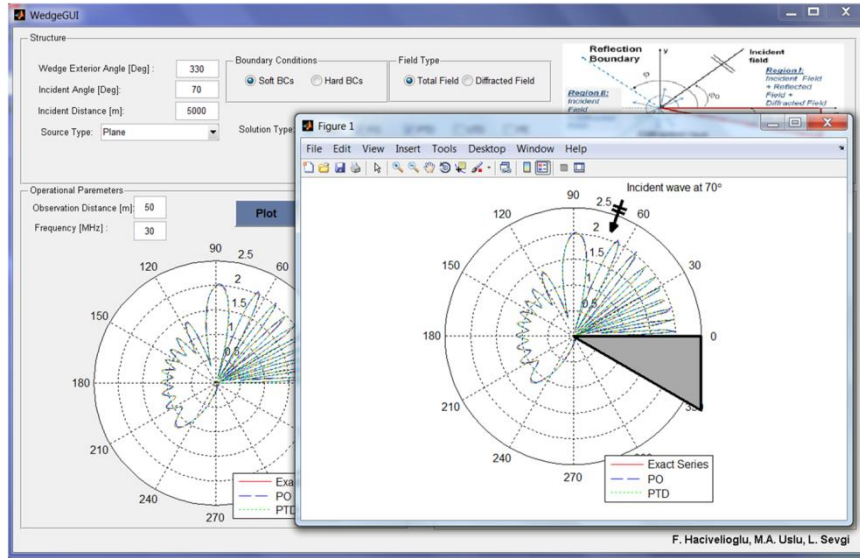 WedgeGUI
Structure
Wedge Exterior Angle [Deg] : 330
Incident Angle [Deg]: 70
Incident Distance [m]: 5000
Source Type: Plane
Boundary Conditions
Soft BCs Hard BCs
Field Type
Total Field Diffracted Field
Solution Type:
Reflection Boundary
y
Incident field
Region I:
Incident Field + Reflected Field + Diffracted Field
Region II:
Incident Field
Operational Paremeters
Observation Distance [m]: 50
Frequency [MHz] : 30
Plot
90
2.5
120
60
2
1.5
150
1
0.5
180
210
240
270
Exa
PO
PTD
Figure 1
File Edit View Insert Tools Desktop Window Help
Incident wave at 70°
90
2.5
120
60
2
1.5
150
30
1
0.5
180
0
210
240
270
Exact Series
PO
PTD
F. Hacivelioglu, M.A. Uslu, L. Sevgi